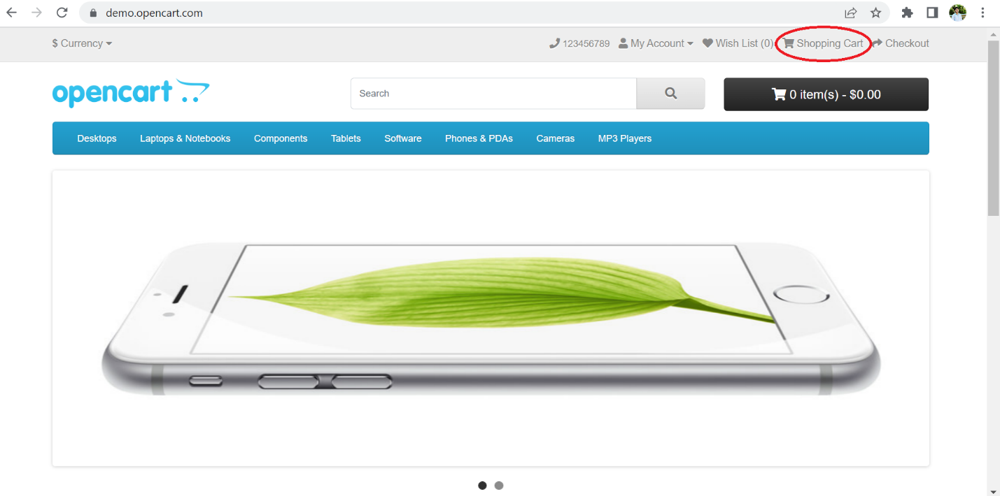 demo.opencart.com
$ Currency 123456789 My Account Wish List (0) Shopping Cart Checkout
opencart Search 0 item(s) - $0.00
Desktops Laptops & Notebooks Components Tablets Software Phones & PDAs Cameras MP3 Players